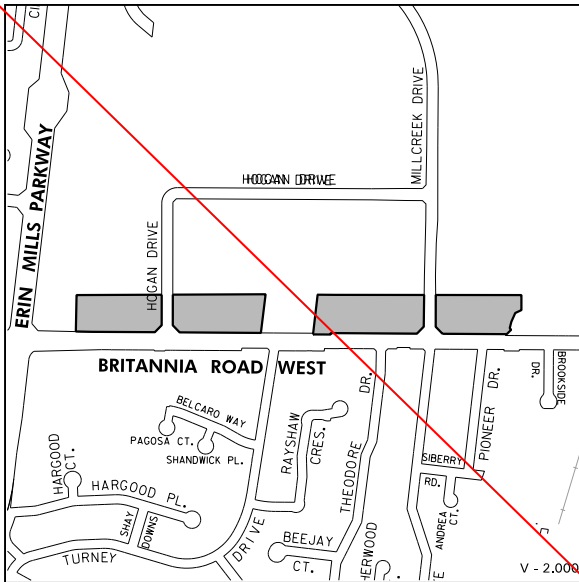 CI
ERIN MILLS PARKWAY
MILLCREEK DRIVE
HOGAN DRIVE
HOGAN DRIVE
BRITANNIA ROAD WEST
BROOKSIDE
DR.
PIONEER DR.
THEODORE DR.
BELCARO WAY
PAGOSA CT.
SHANDWICK PL.
RAYSHAW
CRES.
HARGOOD
CT.
HARGOOD PL.
SIBERRY
RD.
ANDREA
CT.
SHAY
DOWNS
TURNEY
DRIVE
BEEJAY
CT.
HERWOOD
E
V - 2.000